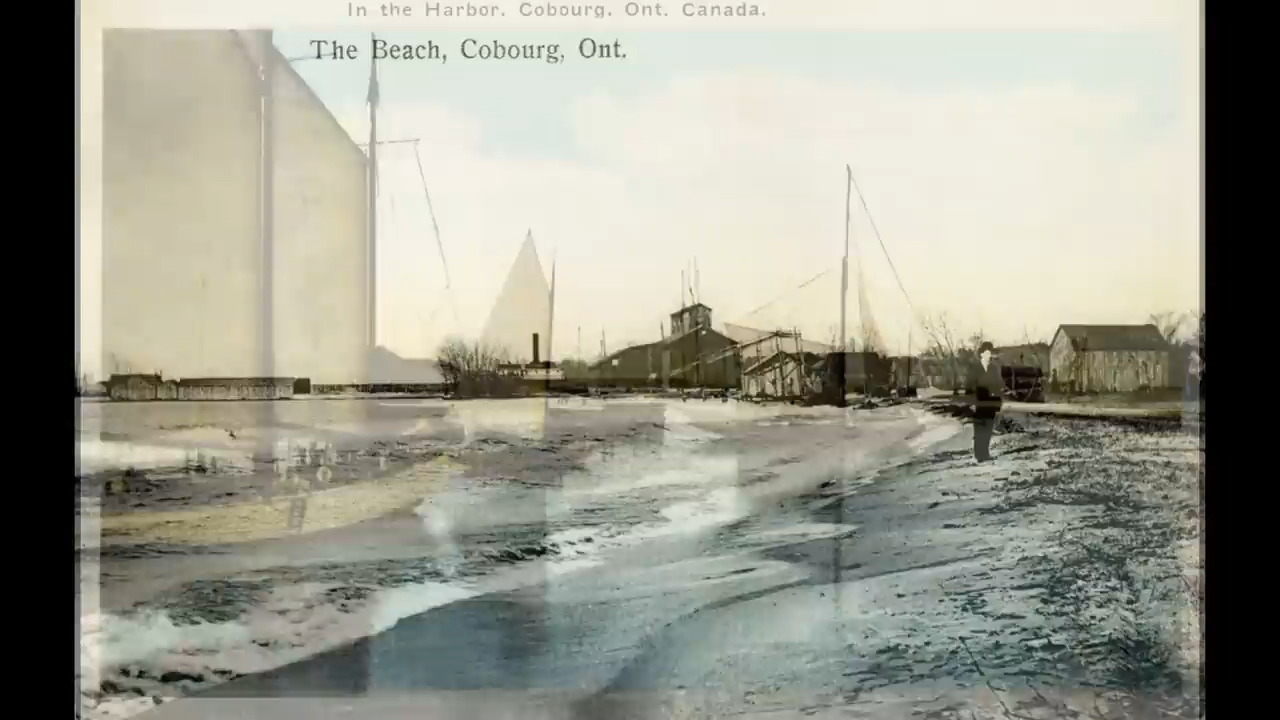 In the Harbor. Cobourg. Ont. Canada.
The Beach, Cobourg, Ont.